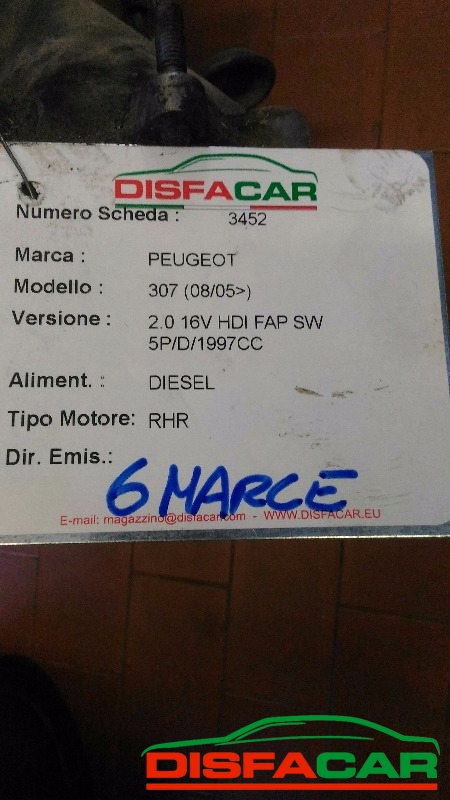 DISFACAR
Numero Scheda : 3452
Marca : PEUGEOT
Modello : 307 (08/05>)
Versione : 2.0 16V HDI FAP SW
5P/D/1997CC
Aliment. : DIESEL
Tipo Motore: RHR
Dir. Emis.:
6 MARCE
E-mail: magazzino@disfacar.com - WWW.DISFACAR.EU
DISFACAR